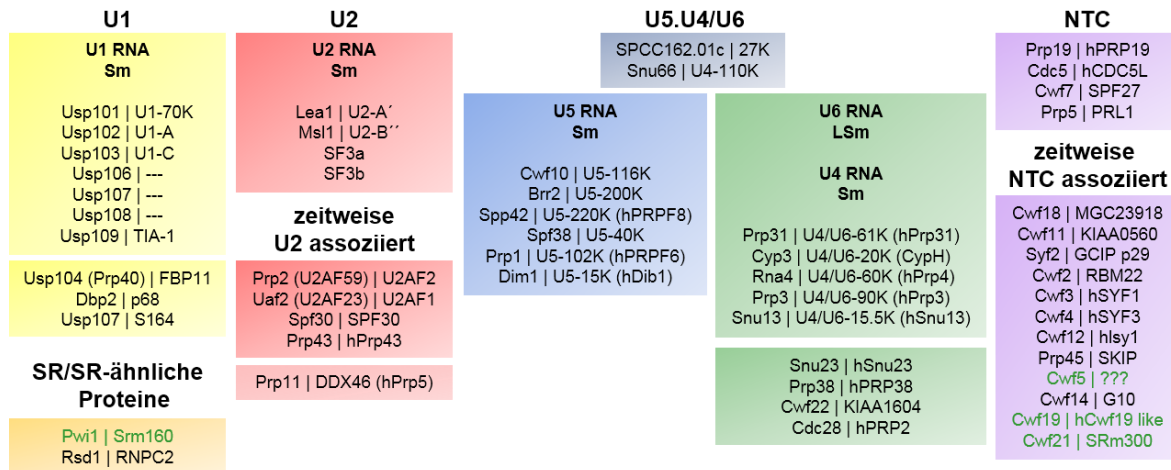 U1
U1 RNA
Sm
Usp101 | U1-70K
Usp102 | U1-A
Usp103 | U1-C
Usp106 | ---
Usp107 | ---
Usp108 | ---
Usp109 | TIA-1
Usp104 (Prp40) | FBP11
Dbp2 | p68
Usp107 | S164
SR/SR-ähnliche
Proteine
Pwi1 | Srm160
Rsd1 | RNPC2
U2
U2 RNA
Sm
Lea1 | U2-A´
Msl1 | U2-B´´
SF3a
SF3b
zeitweise
U2 assoziiert
Prp2 (U2AF59) | U2AF2
Uaf2 (U2AF23) | U2AF1
Spf30 | SPF30
Prp43 | hPrp43
Prp11 | DDX46 (hPrp5)
U5.U4/U6
SPCC162.01c | 27K
Snu66 | U4-110K
U5 RNA
Sm
Cwf10 | U5-116K
Brr2 | U5-200K
Spp42 | U5-220K (hPRPF8)
Spf38 | U5-40K
Prp1 | U5-102K (hPRPF6)
Dim1 | U5-15K (hDib1)
U6 RNA
LSm
U4 RNA
Sm
Prp31 | U4/U6-61K (hPrp31)
Cyp3 | U4/U6-20K (CypH)
Rna4 | U4/U6-60K (hPrp4)
Prp3 | U4/U6-90K (hPrp3)
Snu13 | U4/U6-15.5K (hSnu13)
Snu23 | hSnu23
Prp38 | hPRP38
Cwf22 | KIAA1604
Cdc28 | hPRP2
NTC
Prp19 | hPRP19
Cdc5 | hCDC5L
Cwf7 | SPF27
Prp5 | PRL1
zeitweise
NTC assoziiert
Cwf18 | MGC23918
Cwf11 | KIAA0560
Syf2 | GCIP p29
Cwf2 | RBM22
Cwf3 | hSYF1
Cwf4 | hSYF3
Cwf12 | hIsy1
Prp45 | SKIP
Cwf5 | ???
Cwf14 | G10
Cwf19 | hCwf19 like
Cwf21 | SRm300